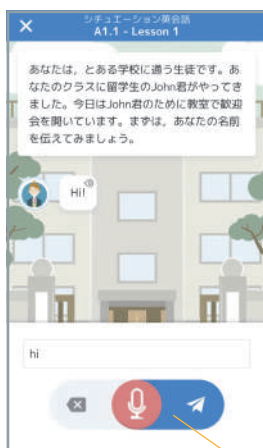 シチュエーション英会話
A1.1 - Lesson 1
あなたは，とある学校に通う生徒です。あ
なたのクラスに留学生のJohn君がやってき
ました。今日はJohn君のために教室で歓迎
会を開いています。まずは，あなたの名前
を伝えてみましょう。
Hi!
hi